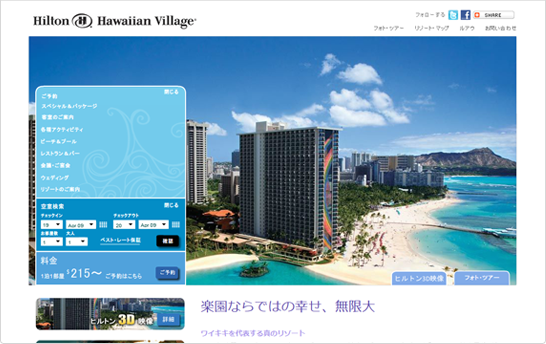 Hilton Hawaiian Village
フォローする SHARE
フォト・ツアー リゾート・マップ ルアウ お問い合わせ
閉じる
ご予約
スペシャル&パッケージ
客室のご案内
各種アクティビティ
ビーチ&プール
レストラン&バー
会議・ご宴会
ウェディング
リゾートのご案内
空室検索 閉じる
チェックイン チェックアウト
19 Apr 09 20 Apr 09
お部屋数 大人
1 1 ベスト・レート保証 確認
料金
1泊1部屋 $215〜 ご予約はこちら ご予約
ヒルトン3D映像 フォト・ツアー
ヒルトン 3D 映像 詳細
楽園ならではの幸せ、無限大
ワイキキを代表する真のリゾート